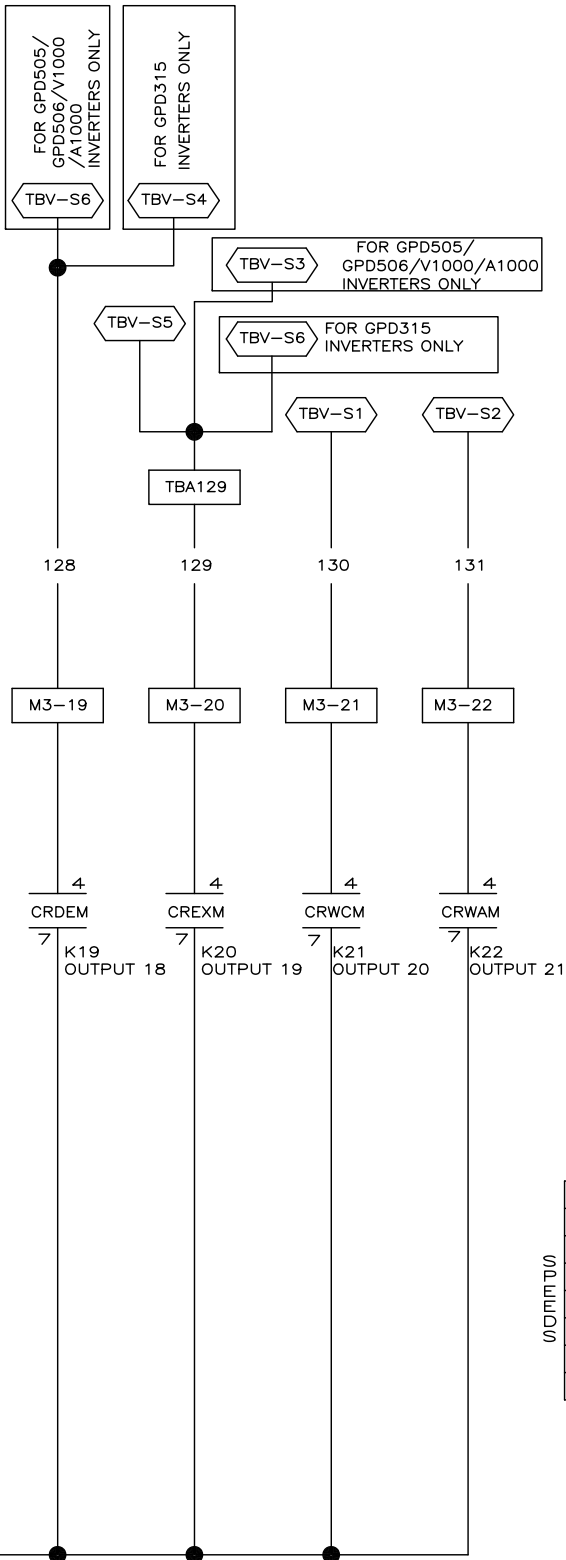 FOR GPD505/
GPD506/V1000
/A1000
INVERTERS ONLY
FOR GPD315
INVERTERS ONLY
TBV-S6
TBV-S4
FOR GPD505/
GPD506/V1000/A1000
INVERTERS ONLY
TBV-S3
TBV-S5
TBV-S6
FOR GPD315
INVERTERS ONLY
TBV-S1
TBV-S2
TBA129
128
129
130
131
M3-19
M3-20
M3-21
M3-22
4
4
4
4
CRDEM
CREXM
CRWCM
CRWAM
7
7
7
7
K19
OUTPUT 18
K20
OUTPUT 19
K21
OUTPUT 20
K22
OUTPUT 21
SPEEDS